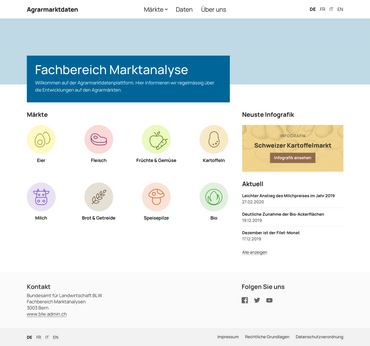 Agrarmarktdaten
Märkte Daten Über uns
DE FR IT EN
Fachbereich Marktanalyse
Willkommen auf der Agrarmarktdatenplattform. Hier informieren wir regelmässig über
die Entwicklungen auf den Agrarmärkten.
Märkte
Eier
Fleisch
Früchte & Gemüse
Kartoffeln
Milch
Brot & Getreide
Speisepilze
Bio
Neuste Infografik
INFOGRAFIK
Schweizer Kartoffelmarkt
Infografik ansehen
Aktuell
Leichter Anstieg des Milchpreises im Jahr 2019
27.02.2020
Deutliche Zunahme der Bio-Ackerflächen
19.12.2019
Dezember ist der Filet-Monat
17.12.2019
Alle anzeigen
Kontakt
Bundesamt für Landwirtschaft BLW
Fachbereich Marktanalysen
3003 Bern
www.blw.admin.ch
Folgen Sie uns
DE FR IT EN
Impressum Rechtliche Grundlagen Datenschutzverordnung